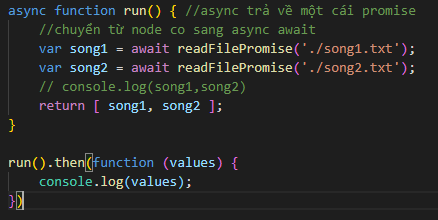 async function run() { //async trả về một cái promise
    //chuyển từ node co sang async await
    var song1 = await readFilePromise('./song1.txt');
    var song2 = await readFilePromise('./song2.txt');
    // console.log(song1,song2)
    return [ song1, song2 ];
}

run().then(function (values) {
    console.log(values);
})